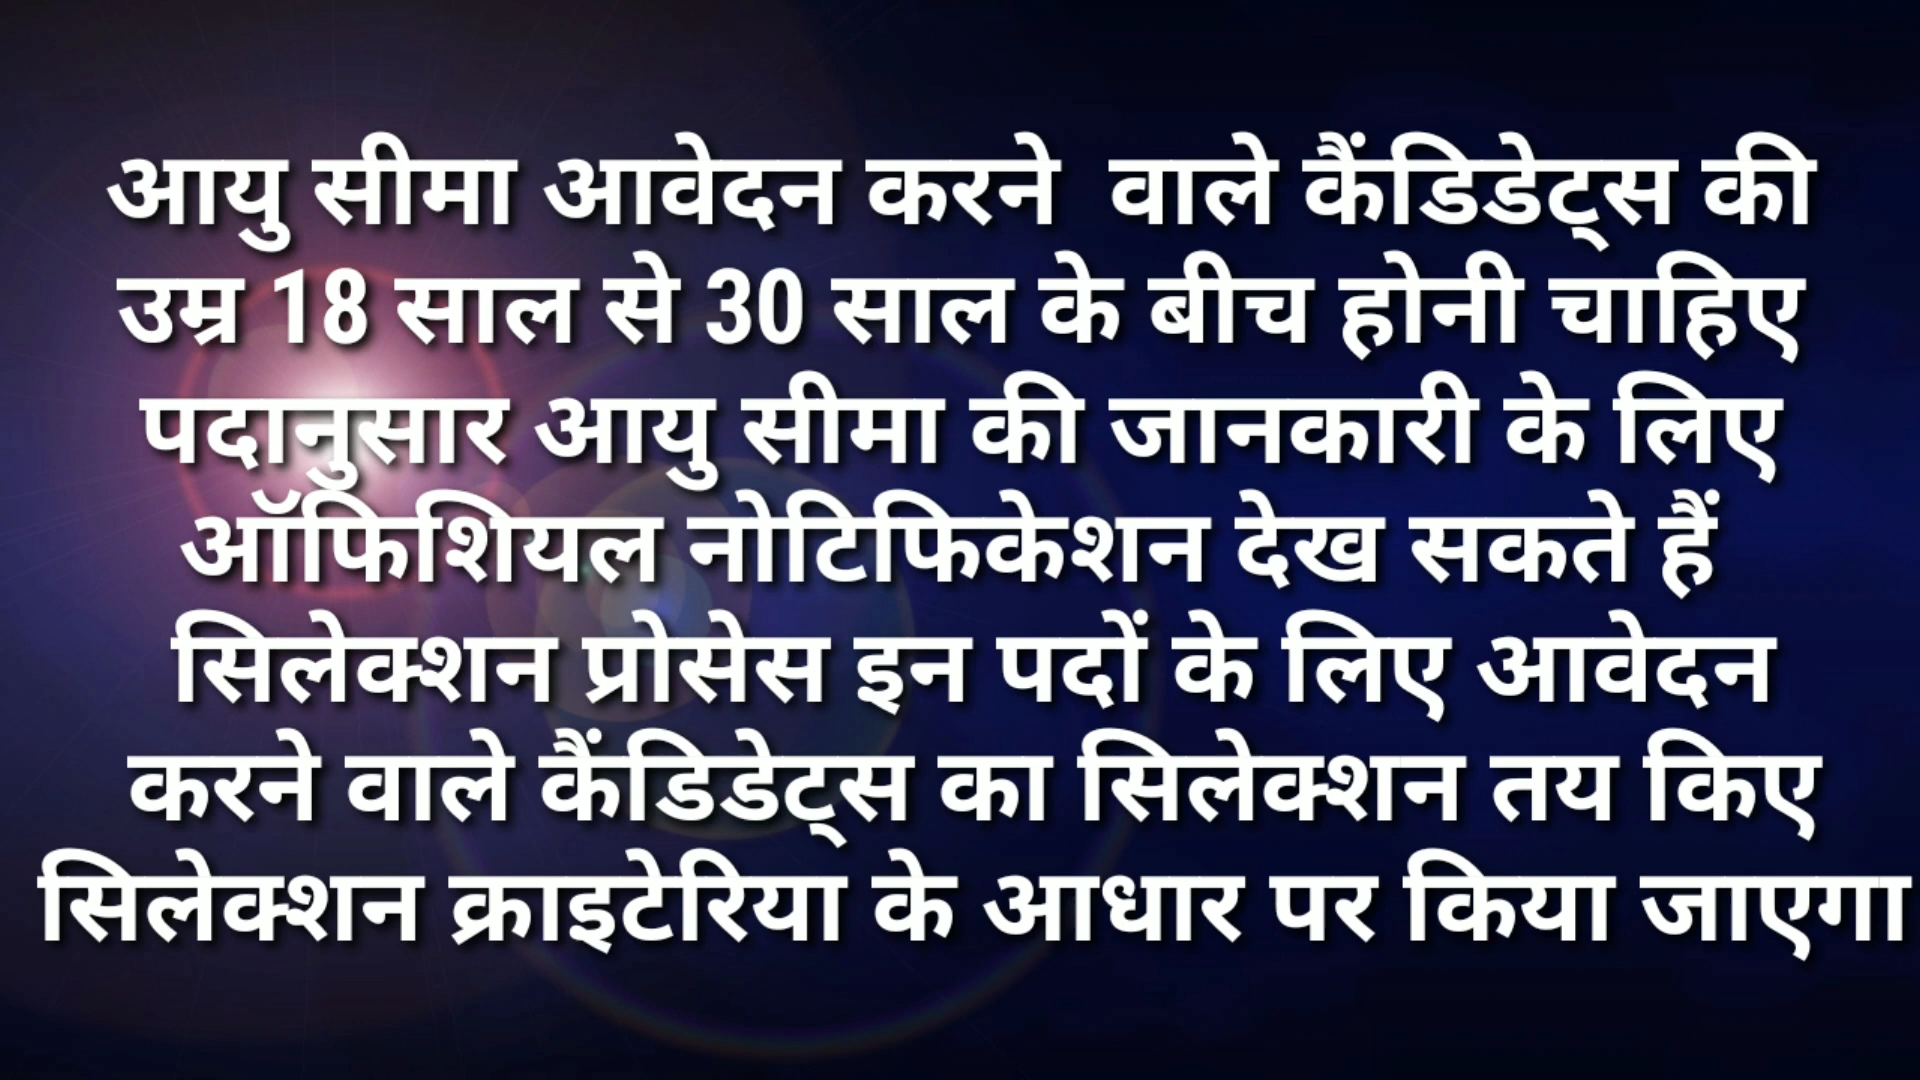 आयु सीमा आवेदन करने  वाले कैंडिडेट्स की
उम्र 18 साल से 30 साल के बीच होनी चाहिए
पदानुसार आयु सीमा की जानकारी के लिए
ऑफिशियल नोटिफिकेशन देख सकते हैं
सिलेक्शन प्रोसेस इन पदों के लिए आवेदन
करने वाले कैंडिडेट्स का सिलेक्शन तय किए
सिलेक्शन क्राइटेरिया के आधार पर किया जाएगा